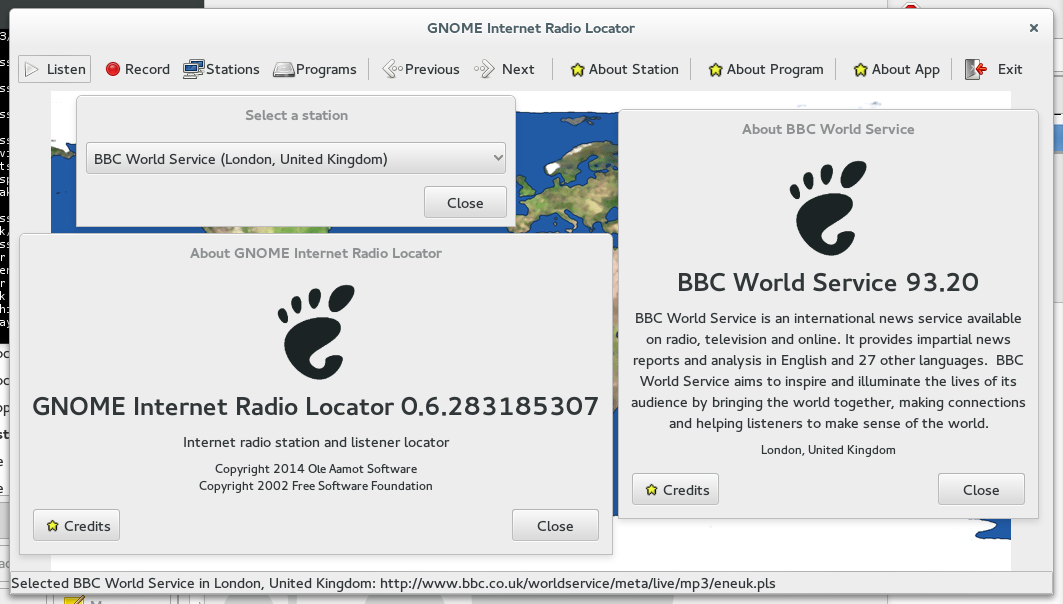 GNOME Internet Radio Locator
Listen Record Stations Programs Previous Next About Station About Program About App Exit
Select a station
BBC World Service (London, United Kingdom)
Close
About BBC World Service
BBC World Service 93.20
BBC World Service is an international news service available
on radio, television and online. It provides impartial news
reports and analysis in English and 27 other languages.  BBC
World Service aims to inspire and illuminate the lives of its
audience by bringing the world together, making connections
and helping listeners to make sense of the world.
London, United Kingdom
Credits Close
About GNOME Internet Radio Locator
GNOME Internet Radio Locator 0.6.283185307
Internet radio station and listener locator
Copyright 2014 Ole Aamot Software
Copyright 2002 Free Software Foundation
Credits Close
Selected BBC World Service in London, United Kingdom: http://www.bbc.co.uk/worldservice/meta/live/mp3/eneuk.pls